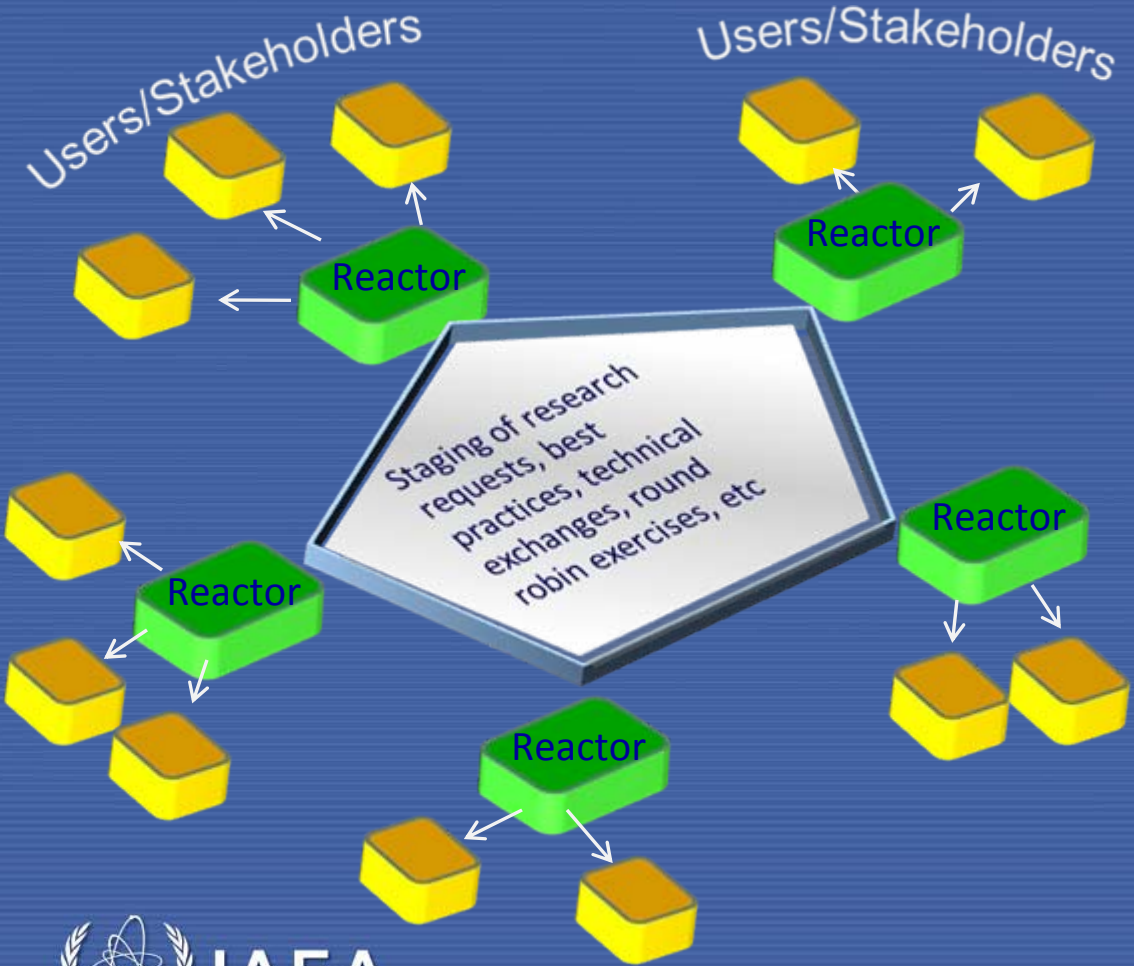 Users/Stakeholders
Users/Stakeholders
Reactor
Reactor
Staging of research
requests, best
practices, technical
exchanges, round
robin exercises, etc
Reactor
Reactor
Reactor
IAEA